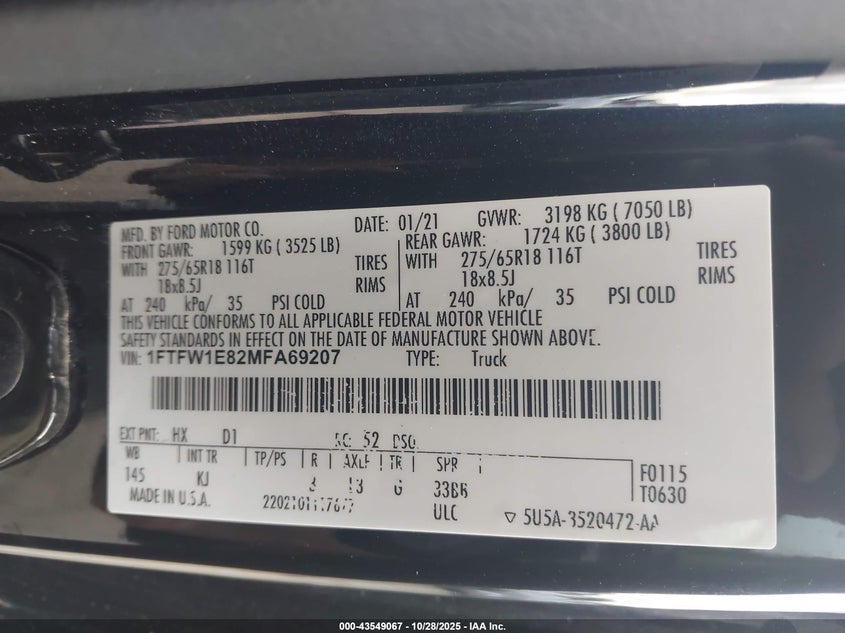 MFD. BY FORD MOTOR CO. DATE: 01/21 GVWR: 3198 KG ( 7050 LB)
FRONT GAWR: 1599 KG ( 3525 LB) REAR GAWR: 1724 KG ( 3800 LB)
WITH 275/65R18 116T TIRES WITH 275/65R18 116T TIRES
18x8.5J RIMS 18x8.5J RIMS
AT 240 kPa/ 35 PSI COLD AT 240 kPa/ 35 PSI COLD
THIS VEHICLE CONFORMS TO ALL APPLICABLE FEDERAL MOTOR VEHICLE
SAFETY STANDARDS IN EFFECT ON THE DATE OF MANUFACTURE SHOWN ABOVE.
VIN: 1FTFW1E82MFA69207 TYPE: Truck
EXT PNT: HX D1 52 DSO:
WB INT TR TP/PS R AXLE TR SPR
145 KJ 13 G 33BR F0115
MADE IN U.S.A. ULC T0630
5U5A-3520472-AA
000-43549067 | 10/28/2025 | IAA Inc.